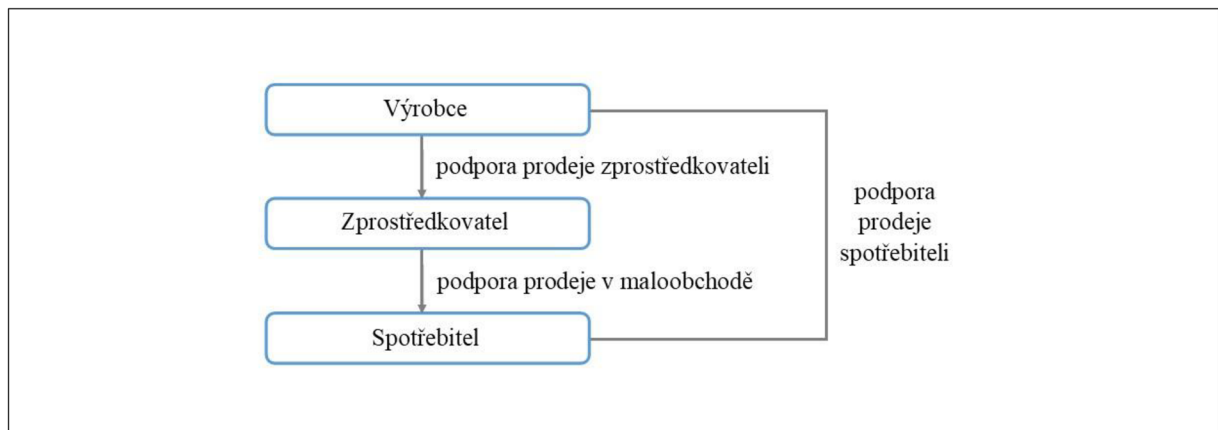 Výrobce
podpora prodeje zprostředkovateli
Zprostředkovatel
podpora prodeje v maloobchodě
Spotřebitel
podpora
prodeje
spotřebiteli